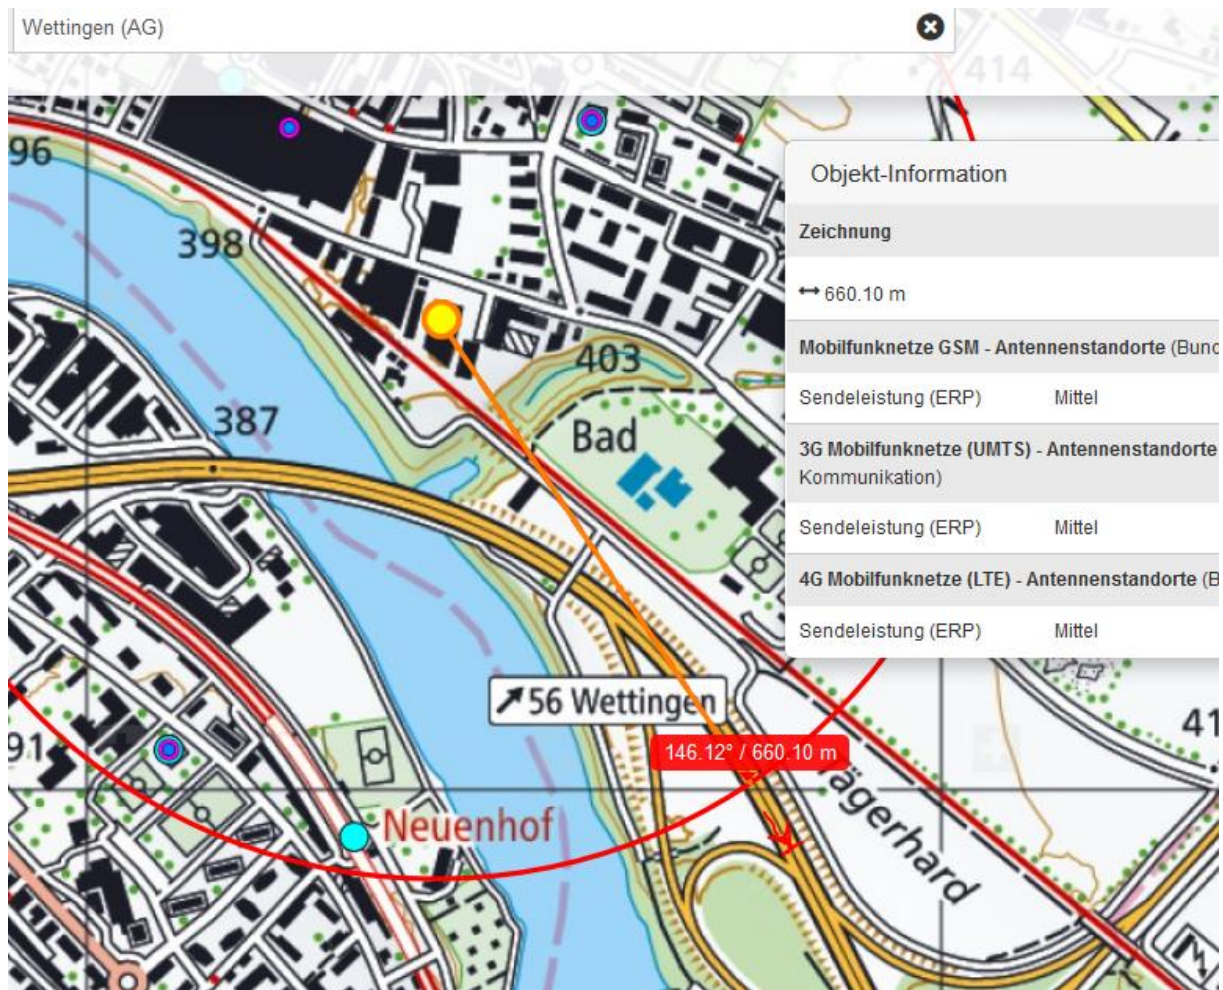 Wettingen (AG)
414
96
398
403
387
Bad
56 Wettingen
146.12° / 660.10 m
91
Neuenhof
Tägerhard
41
Objekt-Information
Zeichnung
660.10 m
Mobilfunknetze GSM - Antennenstandorte (Bund
Sendeleistung (ERP) Mittel
3G Mobilfunknetze (UMTS) - Antennenstandorte
Kommunikation)
Sendeleistung (ERP) Mittel
4G Mobilfunknetze (LTE) - Antennenstandorte (B
Sendeleistung (ERP) Mittel